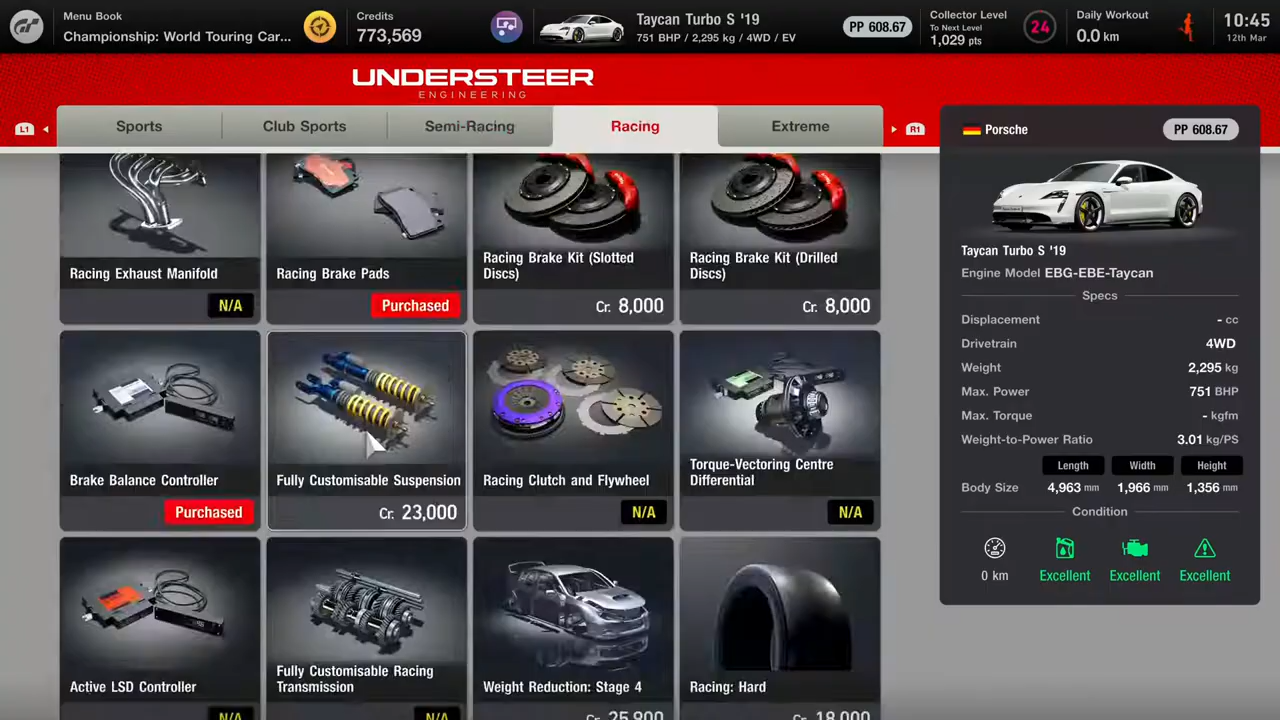 Menu Book
Championship: World Touring Car...
Credits
773,569
Taycan Turbo S '19
751 BHP / 2,295 kg / 4WD / EV
PP 608.67
Collector Level
To Next Level
1,029 pts
24
Daily Workout
0.0 km
10:45
12th Mar
UNDERSTEER
ENGINEERING
L1
Sports
Club Sports
Semi-Racing
Racing
Extreme
R1
Racing Exhaust Manifold
N/A
Racing Brake Pads
Purchased
Racing Brake Kit (Slotted
Discs)
Cr. 8,000
Racing Brake Kit (Drilled
Discs)
Cr. 8,000
Brake Balance Controller
Purchased
Fully Customisable Suspension
Cr. 23,000
Racing Clutch and Flywheel
N/A
Torque-Vectoring Centre
Differential
N/A
Active LSD Controller
N/A
Fully Customisable Racing
Transmission
N/A
Weight Reduction: Stage 4
Cr. 25,900
Racing: Hard
Cr. 18,000
Porsche
PP 608.67
Taycan Turbo S '19
Engine Model EBG-EBE-Taycan
Specs
Displacement - cc
Drivetrain 4WD
Weight 2,295 kg
Max. Power 751 BHP
Max. Torque - kgfm
Weight-to-Power Ratio 3.01 kg/PS
Length Width Height
Body Size 4,963 mm 1,966 mm 1,356 mm
Condition
0 km Excellent Excellent Excellent